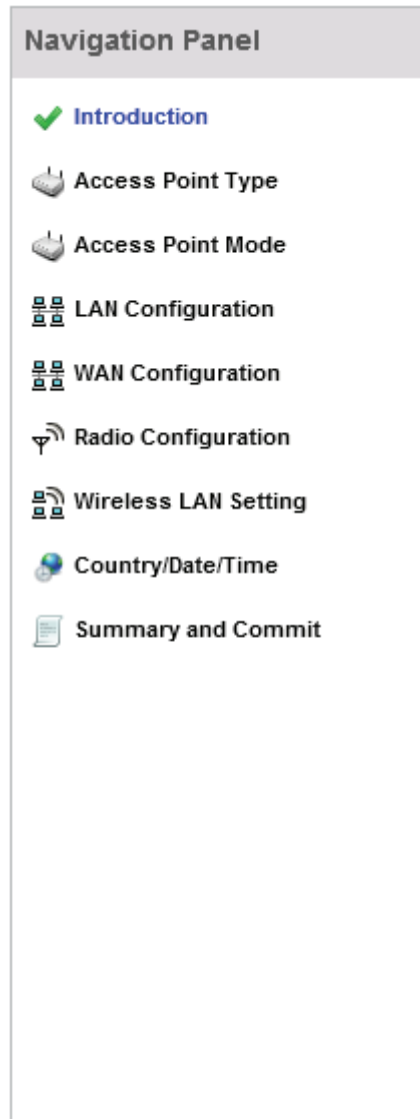 Navigation Panel
Introduction
Access Point Type
Access Point Mode
LAN Configuration
WAN Configuration
Radio Configuration
Wireless LAN Setting
Country/Date/Time
Summary and Commit